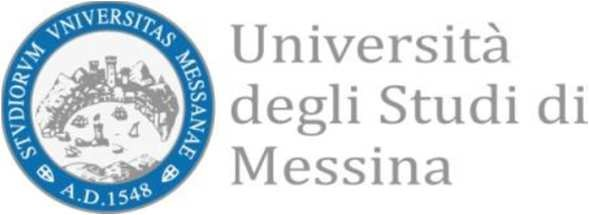 STVDIORVM VNIVERSITAS MESSANAE
A.D.1548
Università
degli Studi di
Messina